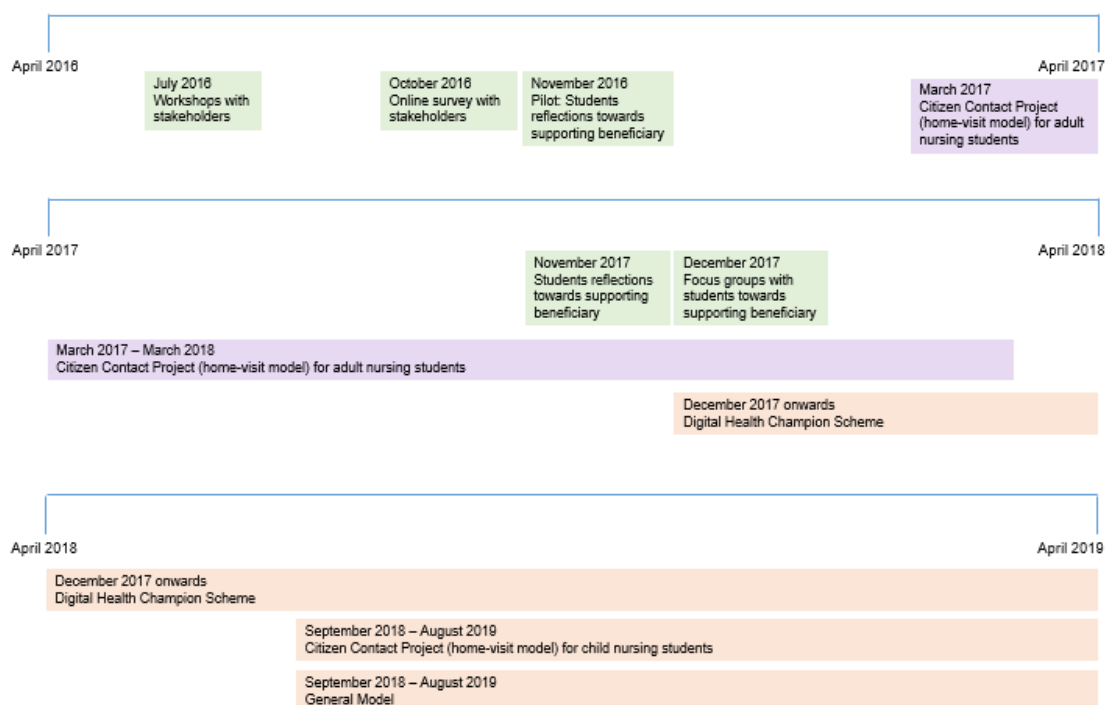 April 2016
April 2017
July 2016
Workshops with
stakeholders
October 2016
Online survey with
stakeholders
November 2016
Pilot: Students
reflections towards
supporting beneficiary
March 2017
Citizen Contact Project
(home-visit model) for adult
nursing students
April 2017
April 2018
November 2017
Students reflections
towards supporting
beneficiary
December 2017
Focus groups with
students towards
supporting beneficiary
March 2017 – March 2018
Citizen Contact Project (home-visit model) for adult nursing students
December 2017 onwards
Digital Health Champion Scheme
April 2018
April 2019
December 2017 onwards
Digital Health Champion Scheme
September 2018 – August 2019
Citizen Contact Project (home-visit model) for child nursing students
September 2018 – August 2019
General Model